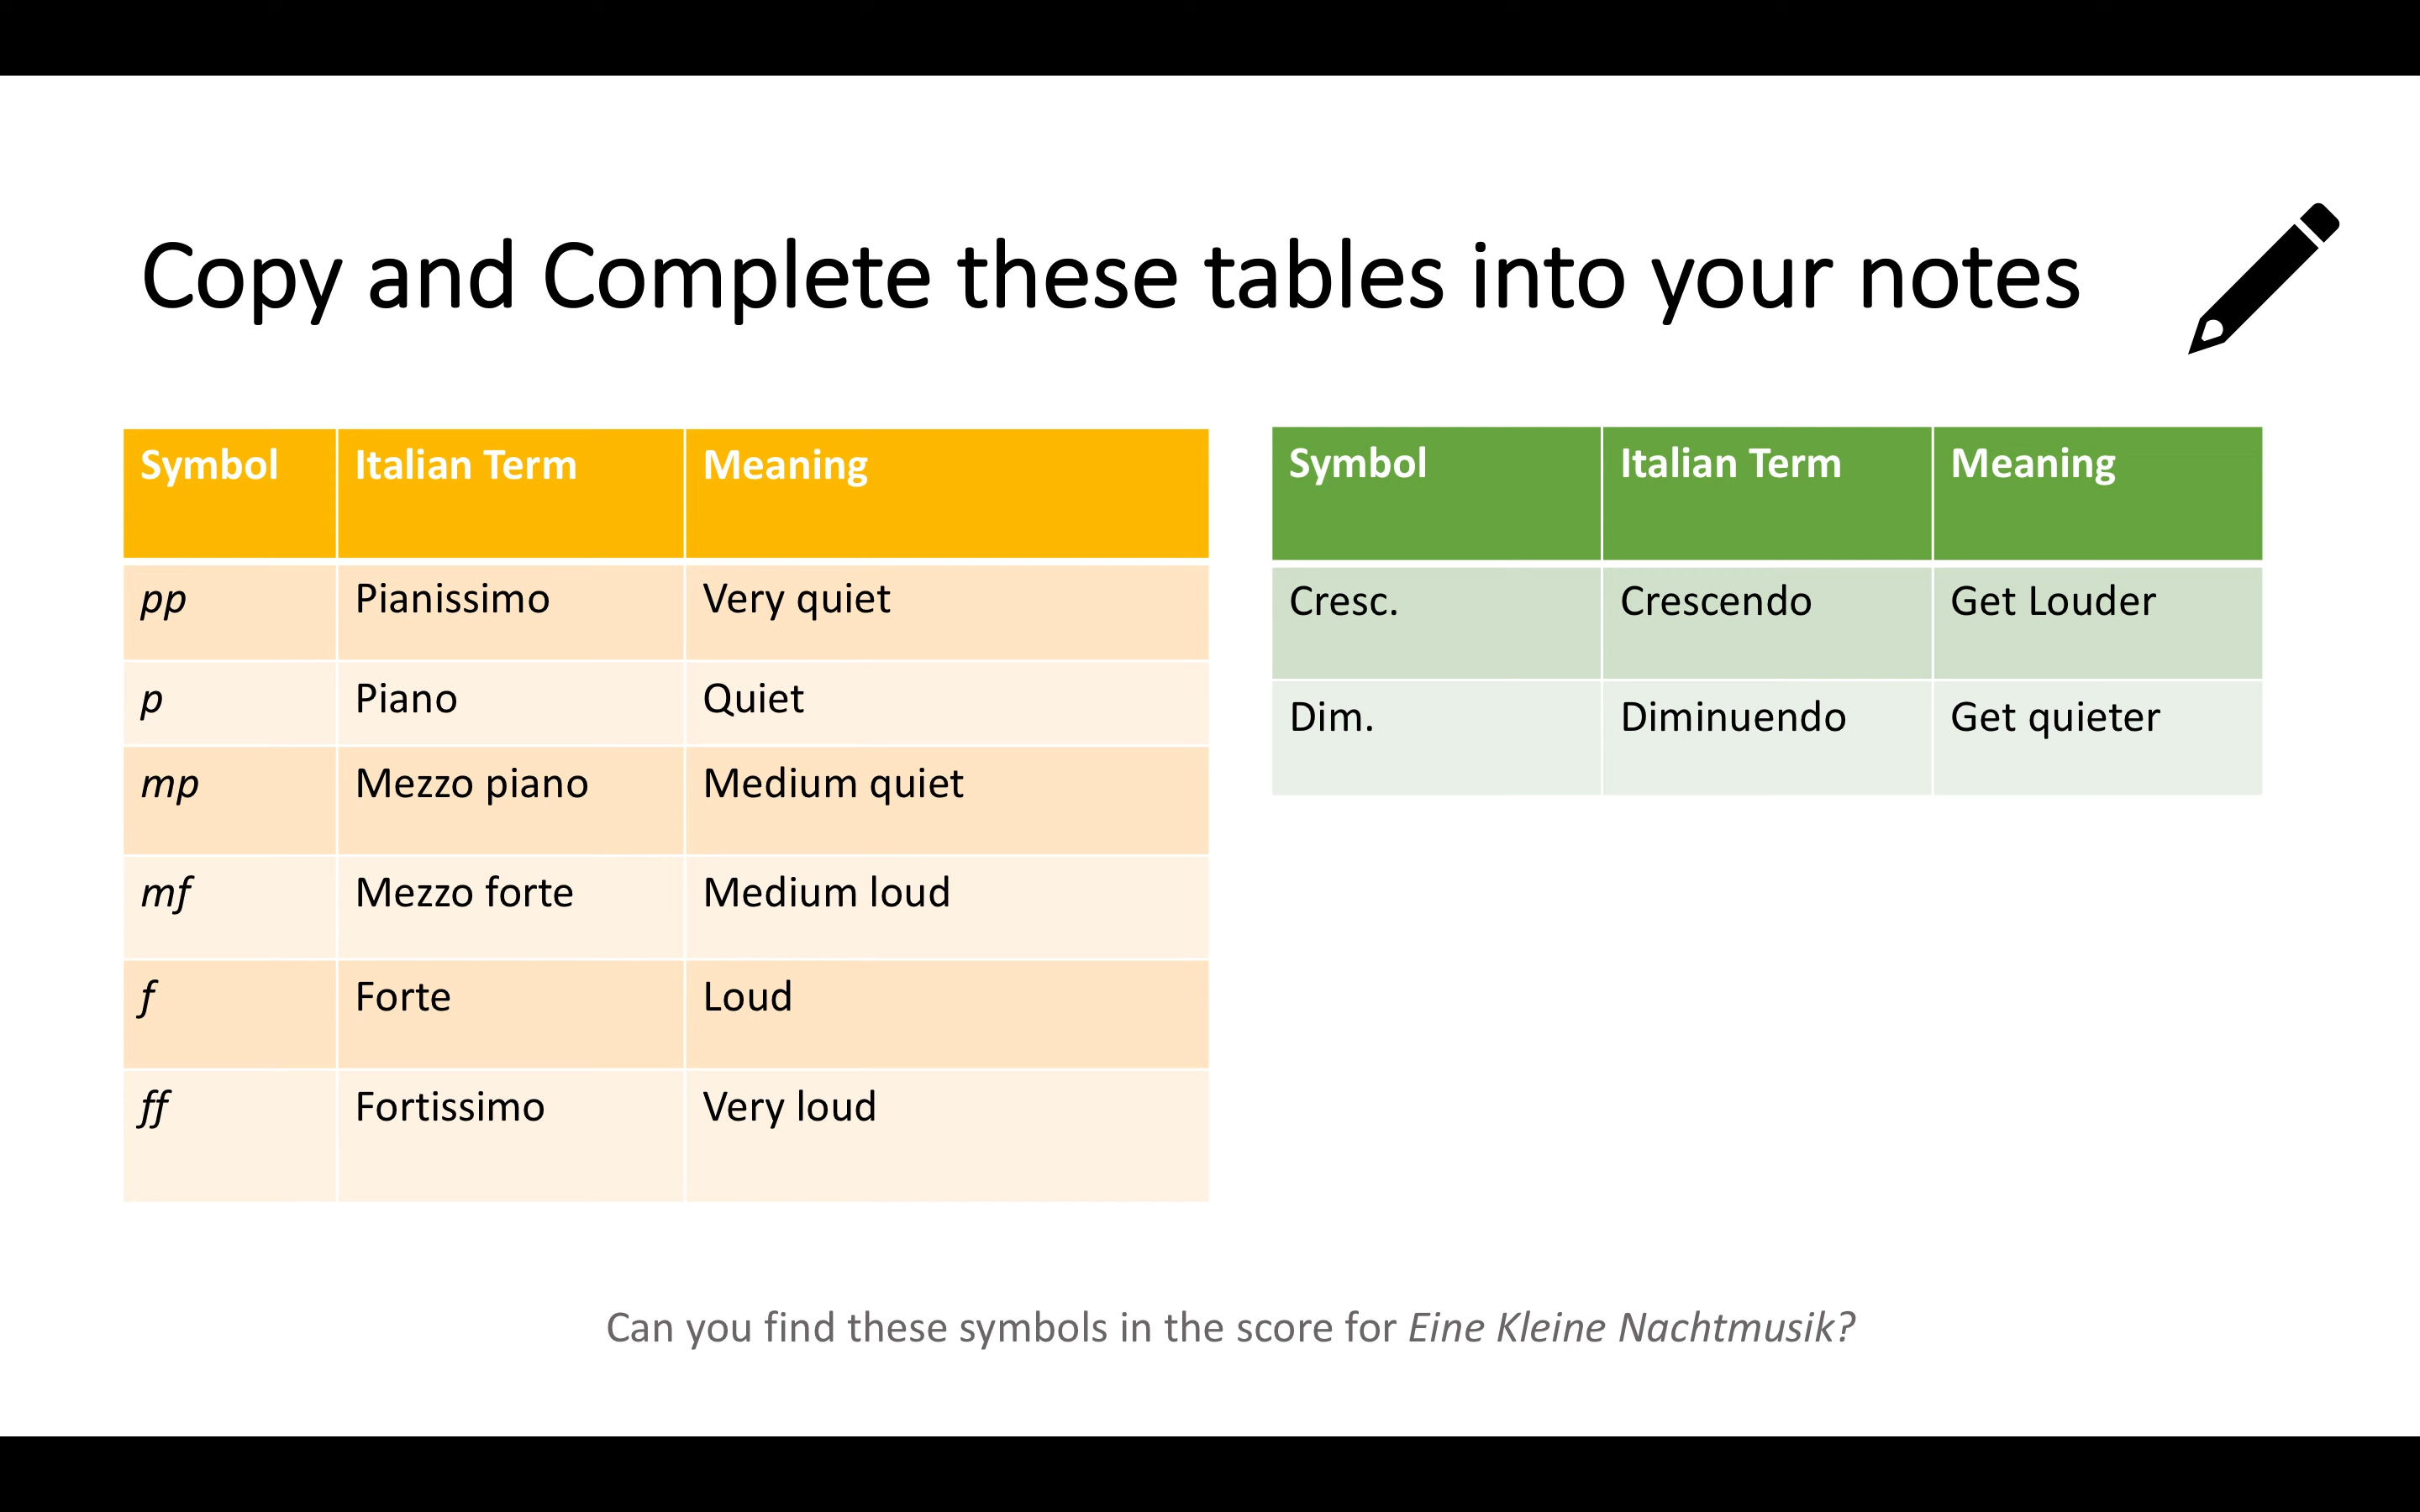 Copy and Complete these tables into your notes
Symbol Italian Term Meaning
pp Pianissimo Very quiet
p Piano Quiet
mp Mezzo piano Medium quiet
mf Mezzo forte Medium loud
f Forte Loud
ff Fortissimo Very loud
Symbol Italian Term Meaning
Cresc. Crescendo Get Louder
Dim. Diminuendo Get quieter
Can you find these symbols in the score for Eine Kleine Nachtmusik?